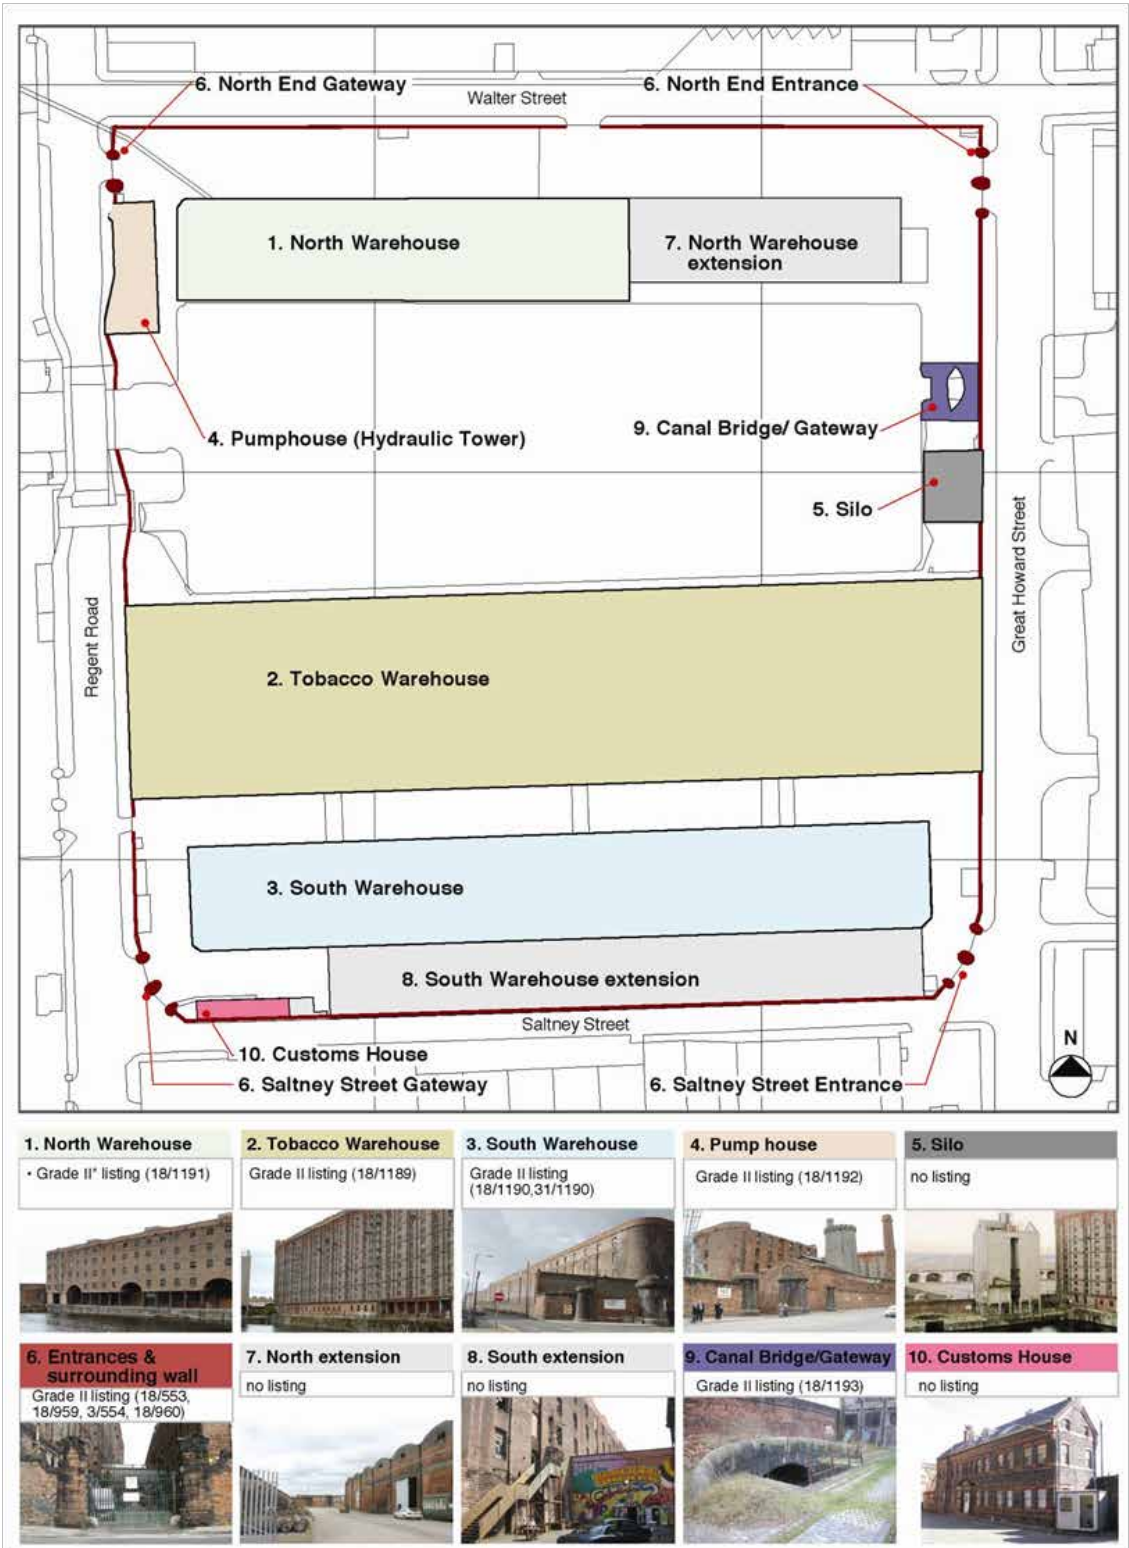 6. North End Gateway
6. North End Entrance
Walter Street
1. North Warehouse
7. North Warehouse
extension
4. Pumphouse (Hydraulic Tower)
9. Canal Bridge/ Gateway
5. Silo
Great Howard Street
Regent Road
2. Tobacco Warehouse
3. South Warehouse
8. South Warehouse extension
Saltney Street
10. Customs House
6. Saltney Street Gateway
6. Saltney Street Entrance
N
1. North Warehouse
• Grade II* listing (18/1191)
2. Tobacco Warehouse
Grade II listing (18/1189)
3. South Warehouse
Grade II listing
(18/1190,31/1190)
4. Pump house
Grade II listing (18/1192)
5. Silo
no listing
6. Entrances &
surrounding wall
Grade II listing (18/553,
18/959, 3/554, 18/960)
7. North extension
no listing
8. South extension
no listing
9. Canal Bridge/Gateway
Grade II listing (18/1193)
10. Customs House
no listing